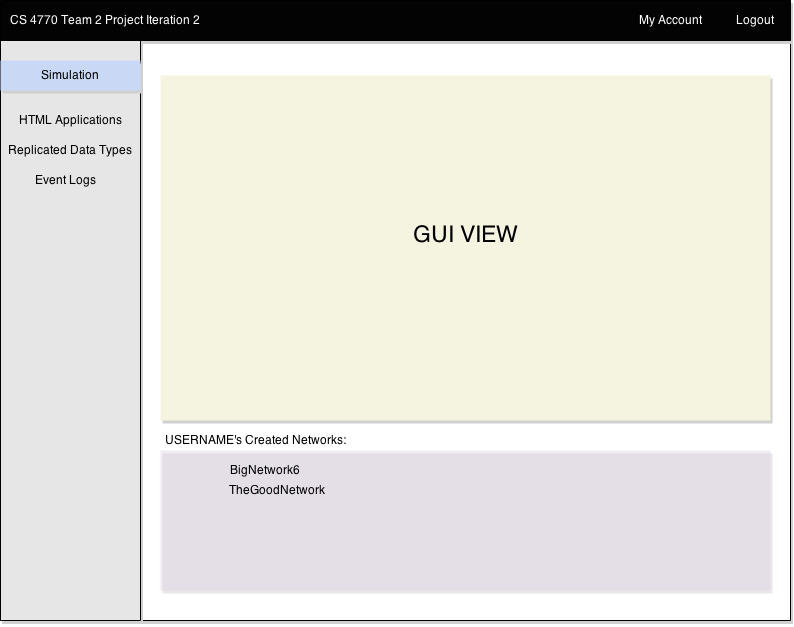 CS 4770 Team 2 Project Iteration 2
My Account
Logout
Simulation
HTML Applications
Replicated Data Types
Event Logs
GUI VIEW
USERNAME's Created Networks:
BigNetwork6
TheGoodNetwork